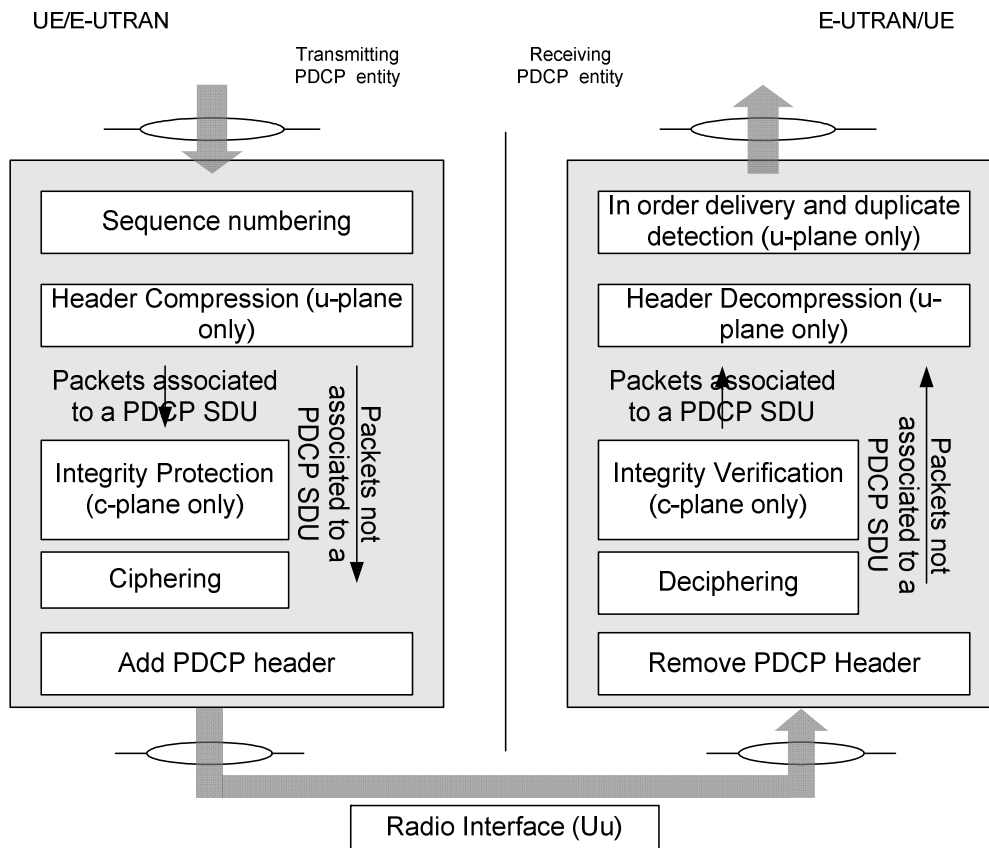 UE/E-UTRAN
E-UTRAN/UE
Transmitting
PDCP entity
Receiving
PDCP entity
Sequence numbering
Header Compression (u-plane
only)
Packets associated
to a PDCP SDU
Packets not
associated to a
PDCP SDU
Integrity Protection
(c-plane only)
Ciphering
Add PDCP header
In order delivery and duplicate
detection (u-plane only)
Header Decompression (u-
plane only)
Packets associated
to a PDCP SDU
Packets not
associated to a
PDCP SDU
Integrity Verification
(c-plane only)
Deciphering
Remove PDCP Header
Radio Interface (Uu)